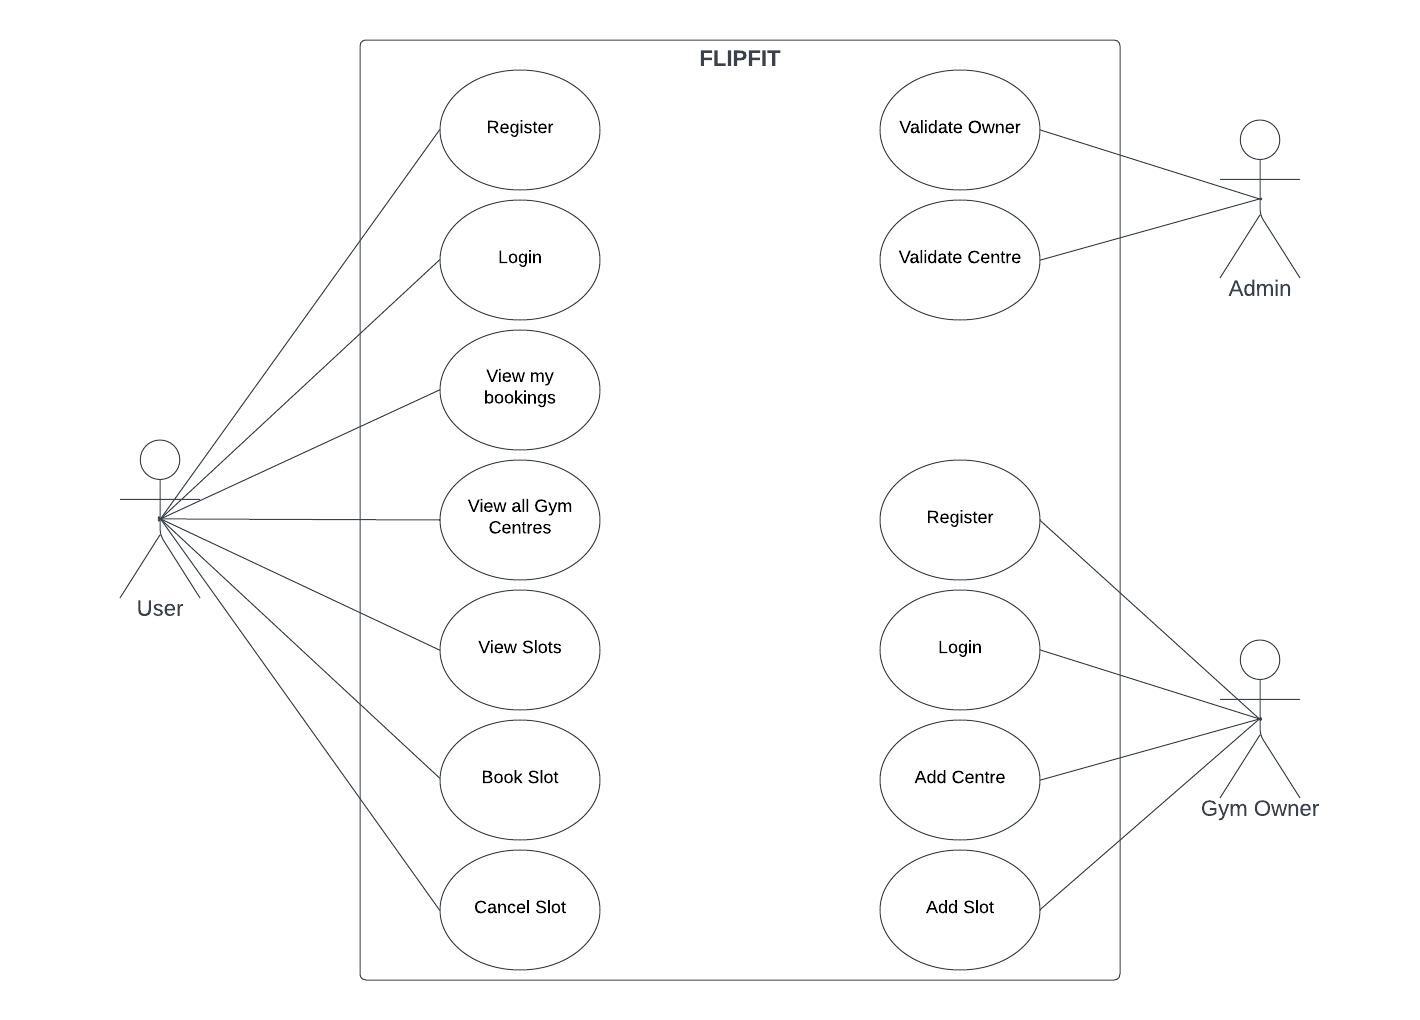 FLIPFIT
Register
Login
View my
bookings
View all Gym
Centres
View Slots
Book Slot
Cancel Slot
User
Validate Owner
Validate Centre
Admin
Register
Login
Add Centre
Add Slot
Gym Owner